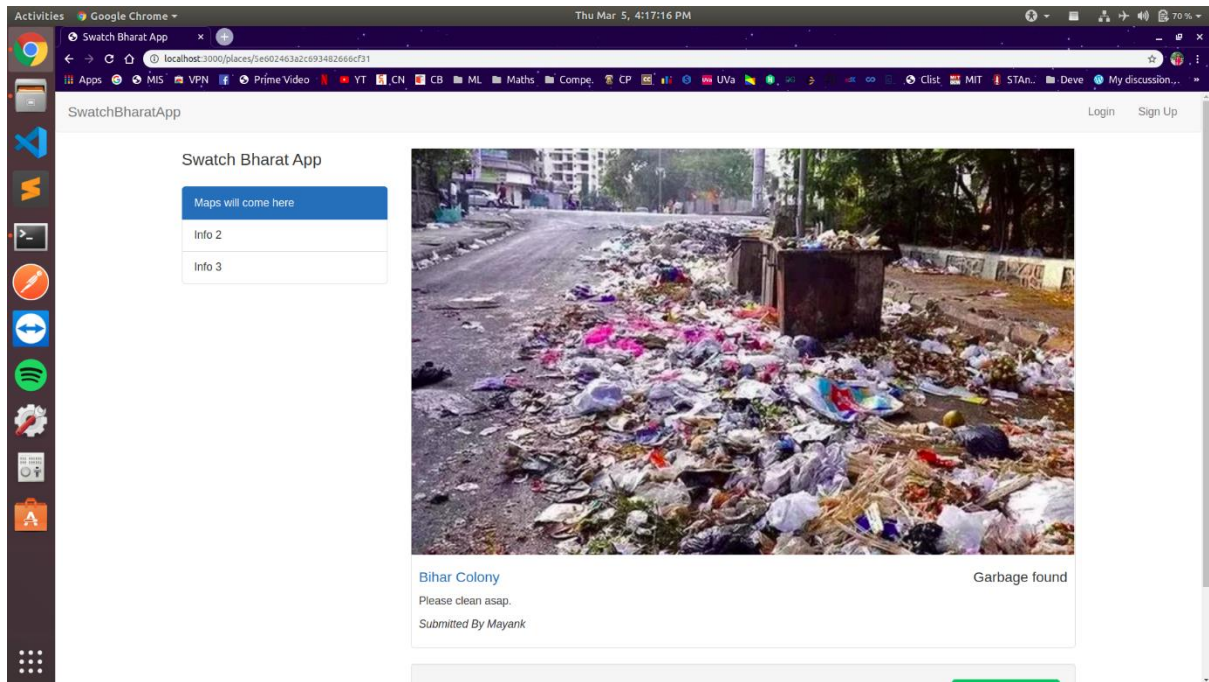 Activities Google Chrome Thu Mar 5, 4:17:16 PM 70 %
Swatch Bharat App
localhost:3000/places/5e602463a2c693482666cf31
Apps MIS VPN Prime Video YT CN CB ML Maths Compe. CP UVa Clist MIT STAn.. Deve My discussion...
SwatchBharatApp Login Sign Up
Swatch Bharat App
Maps will come here
Info 2
Info 3
Bihar Colony Garbage found
Please clean asap.
Submitted By Mayank